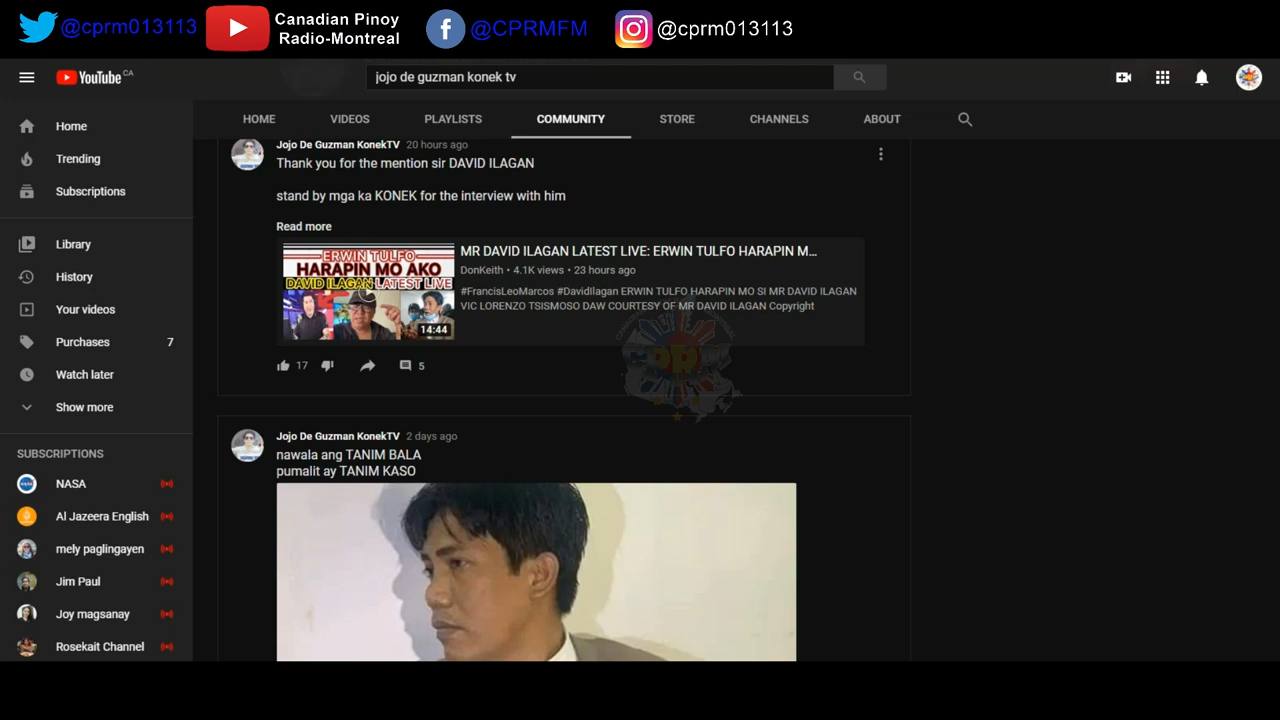 @cprm013113
Canadian Pinoy
Radio-Montreal
@CPRMFM
@cprm013113
YouTube CA
jojo de guzman konek tv
HOME VIDEOS PLAYLISTS COMMUNITY STORE CHANNELS ABOUT
Home
Trending
Subscriptions
Library
History
Your videos
Purchases 7
Watch later
Show more
SUBSCRIPTIONS
NASA
Al Jazeera English
mely paglingayen
Jim Paul
Joy magsanay
Rosekait Channel
Jojo De Guzman KonekTV 20 hours ago
Thank you for the mention sir DAVID ILAGAN
stand by mga ka KONEK for the interview with him
Read more
ERWIN TULFO
HARAPIN MO AKO
DAVID ILAGAN LATEST LIVE
14:44
MR DAVID ILAGAN LATEST LIVE: ERWIN TULFO HARAPIN M...
DonKeith • 4.1K views • 23 hours ago
#FrancisLeoMarcos #DavidIlagan ERWIN TULFO HARAPIN MO SI MR DAVID ILAGAN
VIC LORENZO TSISMOSO DAW COURTESY OF MR DAVID ILAGAN Copyright
17 5
Jojo De Guzman KonekTV 2 days ago
nawala ang TANIM BALA
pumalit ay TANIM KASO